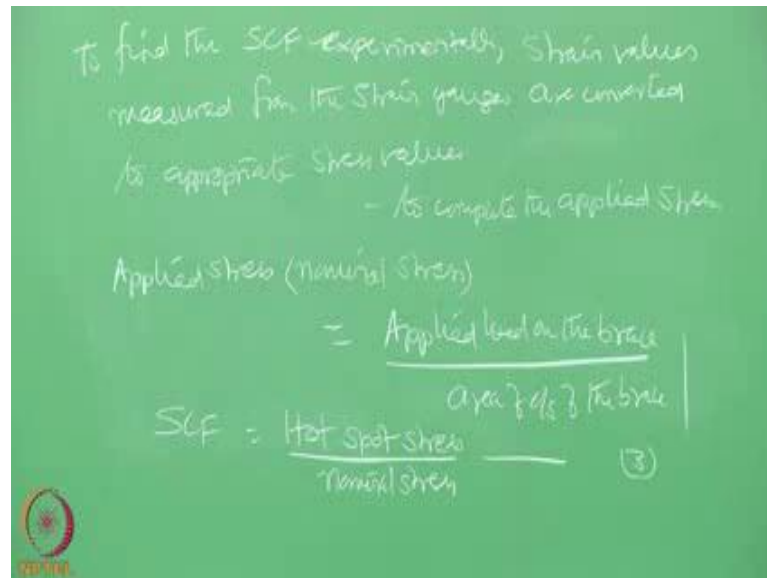 To find the SCF experimentally, Strain values
measured from the Strain gauges are converted
to appropriate stress values
- to compute the applied stress
Applied stress (nominal stress)
= Applied load on the brace
area of c/s of the brace
SCF = Hot spot stress
nominal stress
(3)
NPTEL